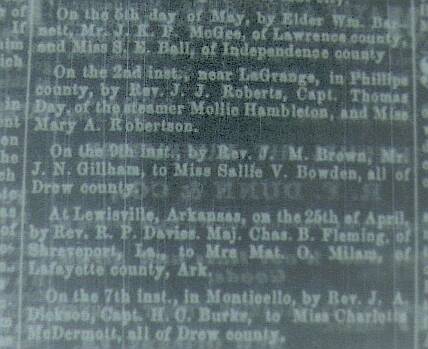 On the 5th day of May, by Elder Wm. Bennett, Mr. J. K. P. McGee, of Lawrence county,
and Miss S. E. Ball, of Independence county
On the 2nd inst., near LaGrange, in Phillips
county, by Rev. J. J. Roberts, Capt. Thomas
Day, of the steamer Mollie Hambleton, and Miss
Mary A. Robertson.
On the 9th inst., by Rev. J. M. Brown, Mr.
J. N. Gillham, to Miss Sallie V. Bowden, all of
Drew county.
At Lewisville, Arkansas, on the 25th of April,
by Rev. R. P. Davies. Maj. Chas. B. Fleming, of
Shreveport, La., to Mrs Mat. O. Milam, of
Lafayette county, Ark.
On the 7th inst., in Monticello, by Rev. J. A.
Dickson, Capt. H. C. Burks, to Miss Charlotte
McDermott, all of Drew county.